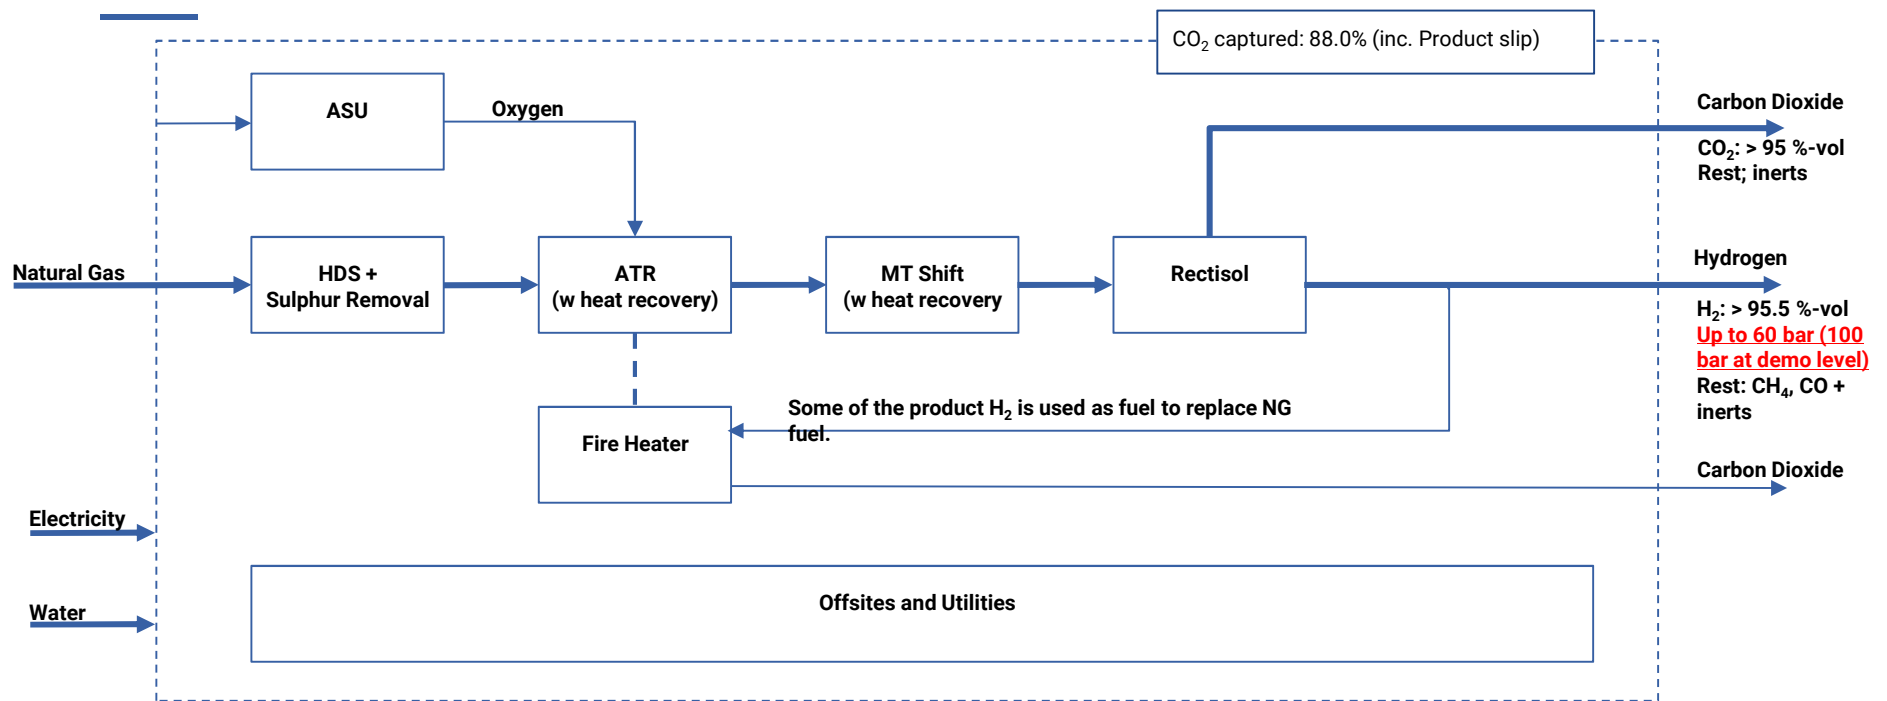 CO₂ captured: 88.0% (inc. Product slip)
ASU
Oxygen
Carbon Dioxide
CO₂: > 95 %-vol
Rest; inerts
Natural Gas
HDS +
Sulphur Removal
ATR
(w heat recovery)
MT Shift
(w heat recovery
Rectisol
Hydrogen
H₂: > 95.5 %-vol
Up to 60 bar (100
bar at demo level)
Rest: CH₄, CO +
inerts
Some of the product H₂ is used as fuel to replace NG
fuel.
Fire Heater
Carbon Dioxide
Electricity
Water
Offsites and Utilities